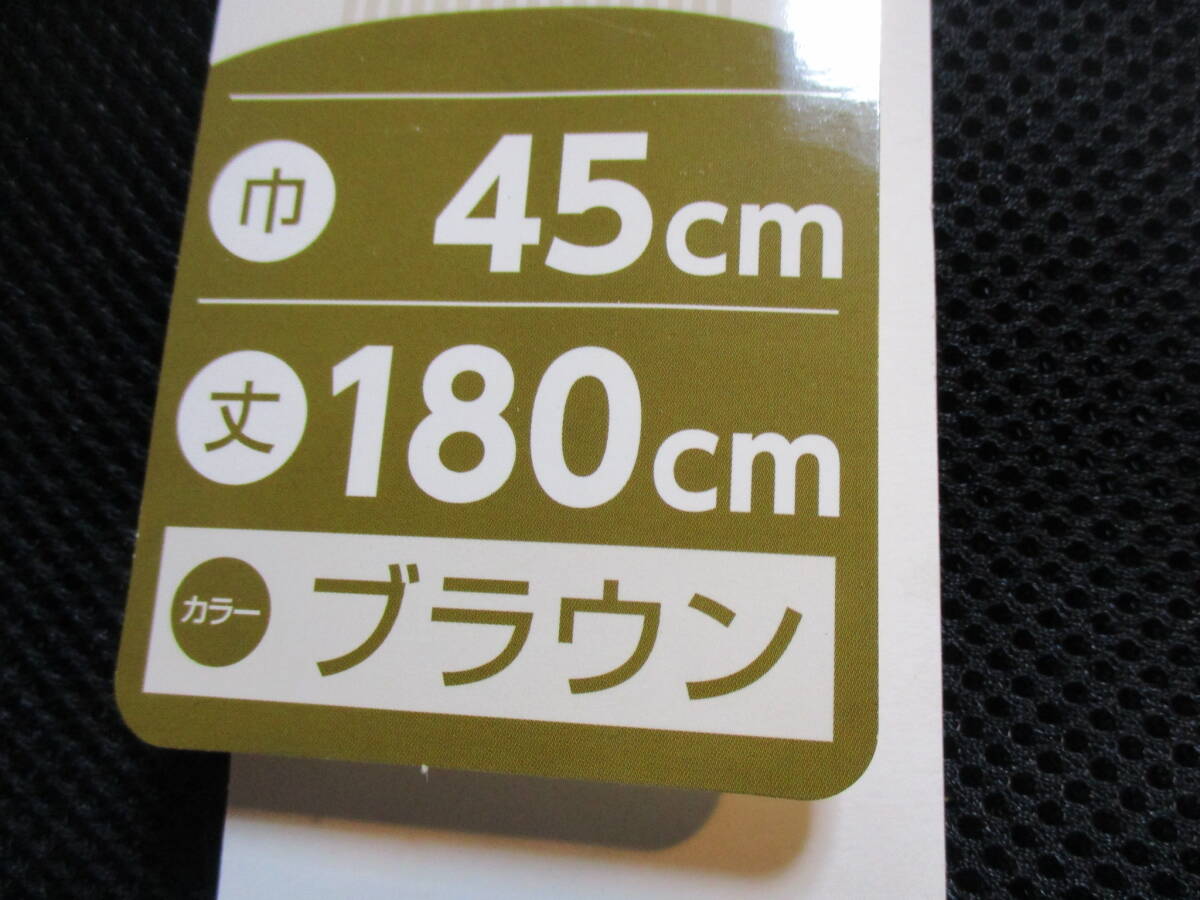 巾 45cm
丈 180cm
カラー ブラウン